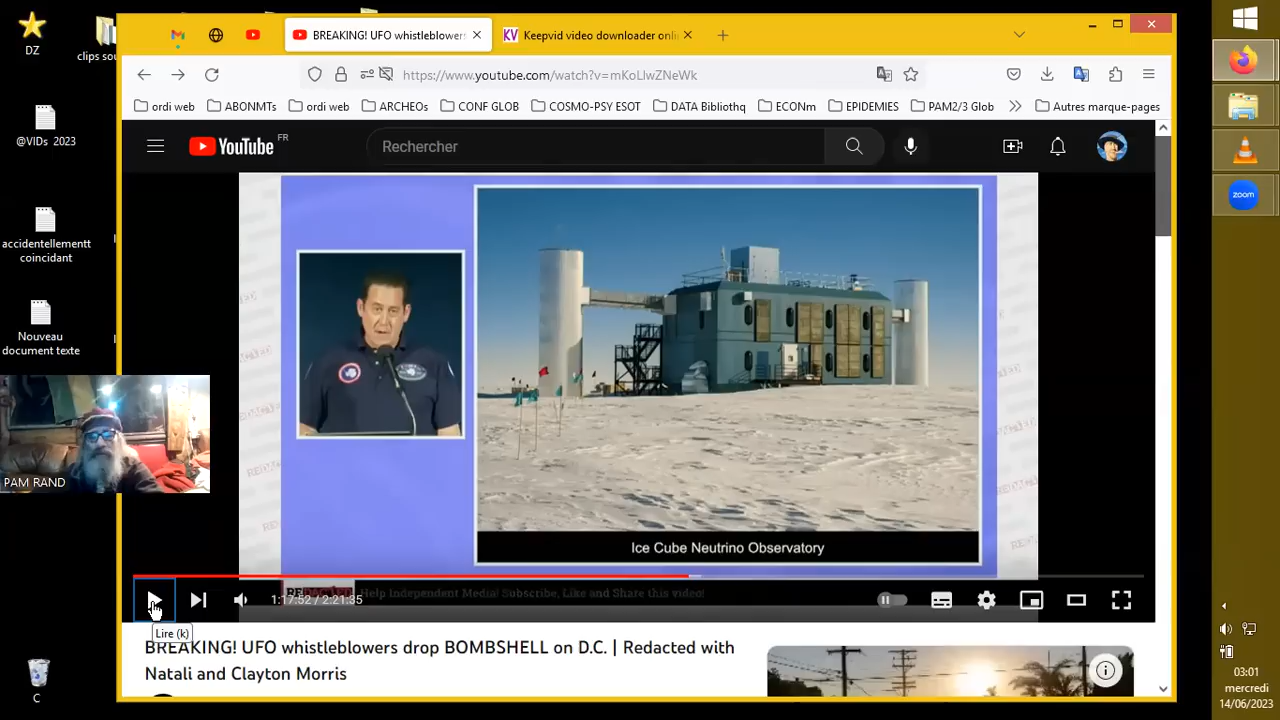 DZ
clips sou
@VIDs 2023
accidentellementt
coincidant
Nouveau
document texte
PAM RAND
C
BREAKING! UFO whistleblowers
KV Keepvid video downloader onli
https://www.youtube.com/watch?v=mKoLlwZNeWk
ordi web ABONMTs ordi web ARCHEOs CONF GLOB COSMO-PSY ESOT DATA Bibliothq ECONm EPIDEMIES PAM2/3 Glob Autres marque-pages
YouTube FR
Rechercher
Ice Cube Neutrino Observatory
REDACTED Help Independent Media! Subscribe, Like and Share this video!
1:17:52 / 2:21:35
Lire (k)
BREAKING! UFO whistleblowers drop BOMBSHELL on D.C. | Redacted with
Natali and Clayton Morris
zoom
03:01
mercredi
14/06/2023